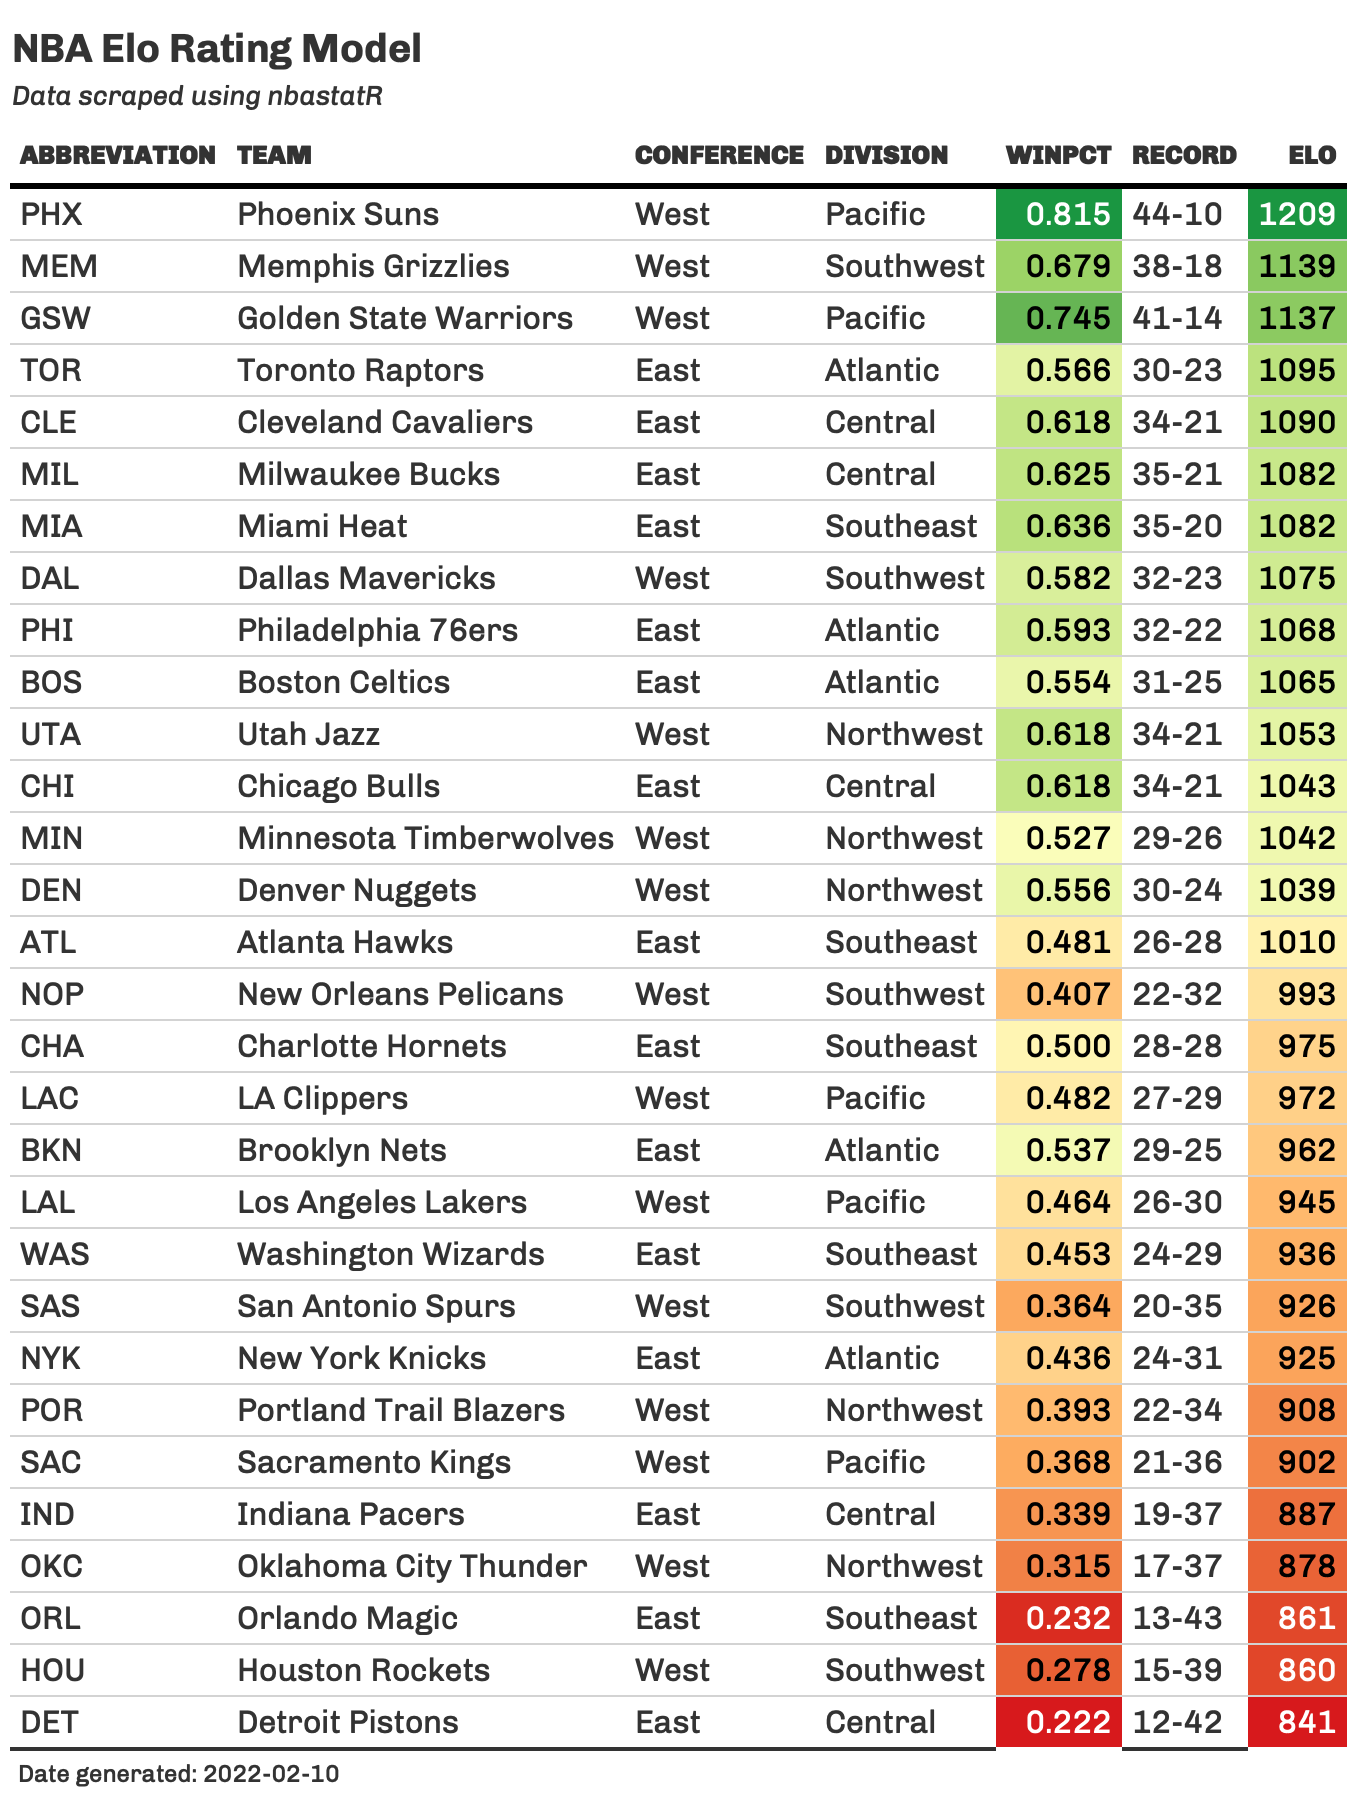 NBA Elo Rating Model
Data scraped using nbastatR
ABBREVIATION TEAM CONFERENCE DIVISION WINPCT RECORD ELO
PHX Phoenix Suns West Pacific 0.815 44-10 1209
MEM Memphis Grizzlies West Southwest 0.679 38-18 1139
GSW Golden State Warriors West Pacific 0.745 41-14 1137
TOR Toronto Raptors East Atlantic 0.566 30-23 1095
CLE Cleveland Cavaliers East Central 0.618 34-21 1090
MIL Milwaukee Bucks East Central 0.625 35-21 1082
MIA Miami Heat East Southeast 0.636 35-20 1082
DAL Dallas Mavericks West Southwest 0.582 32-23 1075
PHI Philadelphia 76ers East Atlantic 0.593 32-22 1068
BOS Boston Celtics East Atlantic 0.554 31-25 1065
UTA Utah Jazz West Northwest 0.618 34-21 1053
CHI Chicago Bulls East Central 0.618 34-21 1043
MIN Minnesota Timberwolves West Northwest 0.527 29-26 1042
DEN Denver Nuggets West Northwest 0.556 30-24 1039
ATL Atlanta Hawks East Southeast 0.481 26-28 1010
NOP New Orleans Pelicans West Southwest 0.407 22-32 993
CHA Charlotte Hornets East Southeast 0.500 28-28 975
LAC LA Clippers West Pacific 0.482 27-29 972
BKN Brooklyn Nets East Atlantic 0.537 29-25 962
LAL Los Angeles Lakers West Pacific 0.464 26-30 945
WAS Washington Wizards East Southeast 0.453 24-29 936
SAS San Antonio Spurs West Southwest 0.364 20-35 926
NYK New York Knicks East Atlantic 0.436 24-31 925
POR Portland Trail Blazers West Northwest 0.393 22-34 908
SAC Sacramento Kings West Pacific 0.368 21-36 902
IND Indiana Pacers East Central 0.339 19-37 887
OKC Oklahoma City Thunder West Northwest 0.315 17-37 878
ORL Orlando Magic East Southeast 0.232 13-43 861
HOU Houston Rockets West Southwest 0.278 15-39 860
DET Detroit Pistons East Central 0.222 12-42 841
Date generated: 2022-02-10